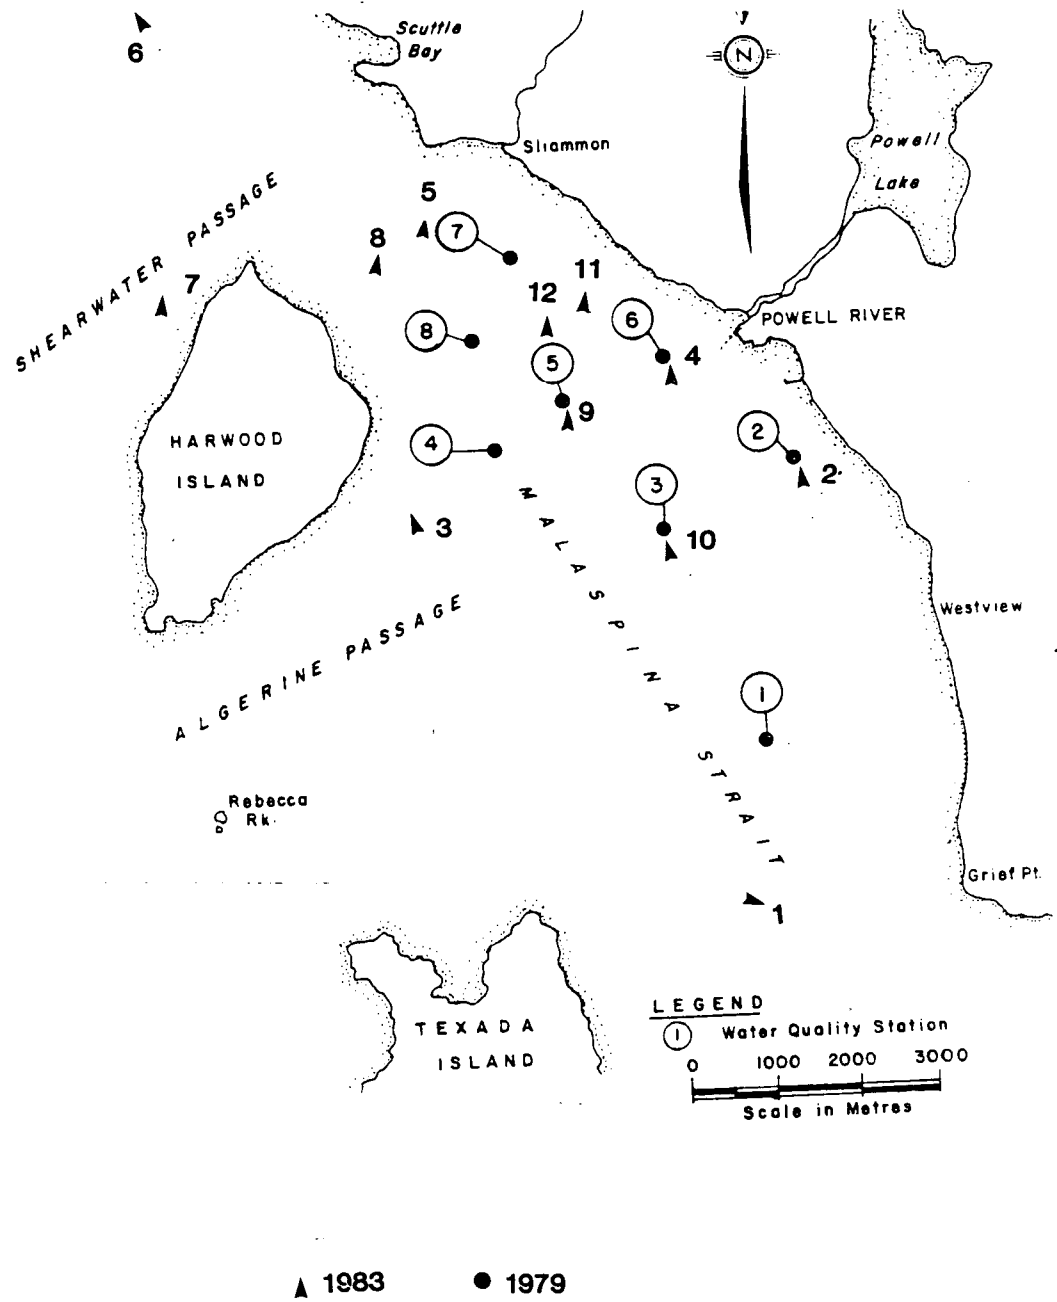 6
Scuttle
Bay
N
Sliammon
Powell
Lake
SHEARWATER PASSAGE
5
7
8
7
11
12
6
POWELL RIVER
8
4
5
9
HARWOOD
ISLAND
4
2
2
3
3
10
MALASPINA STRAIT
Westview
ALGERINE PASSAGE
1
Rebecca
Rk.
Grief Pt.
1
TEXADA
ISLAND
LEGEND
1 Water Quality Station
0 1000 2000 3000
Scale in Metres
1983 1979